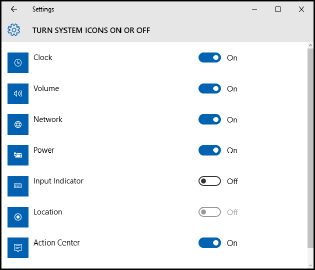 Settings
TURN SYSTEM ICONS ON OR OFF
Clock On
Volume On
Network On
Power On
Input Indicator Off
Location Off
Action Center On